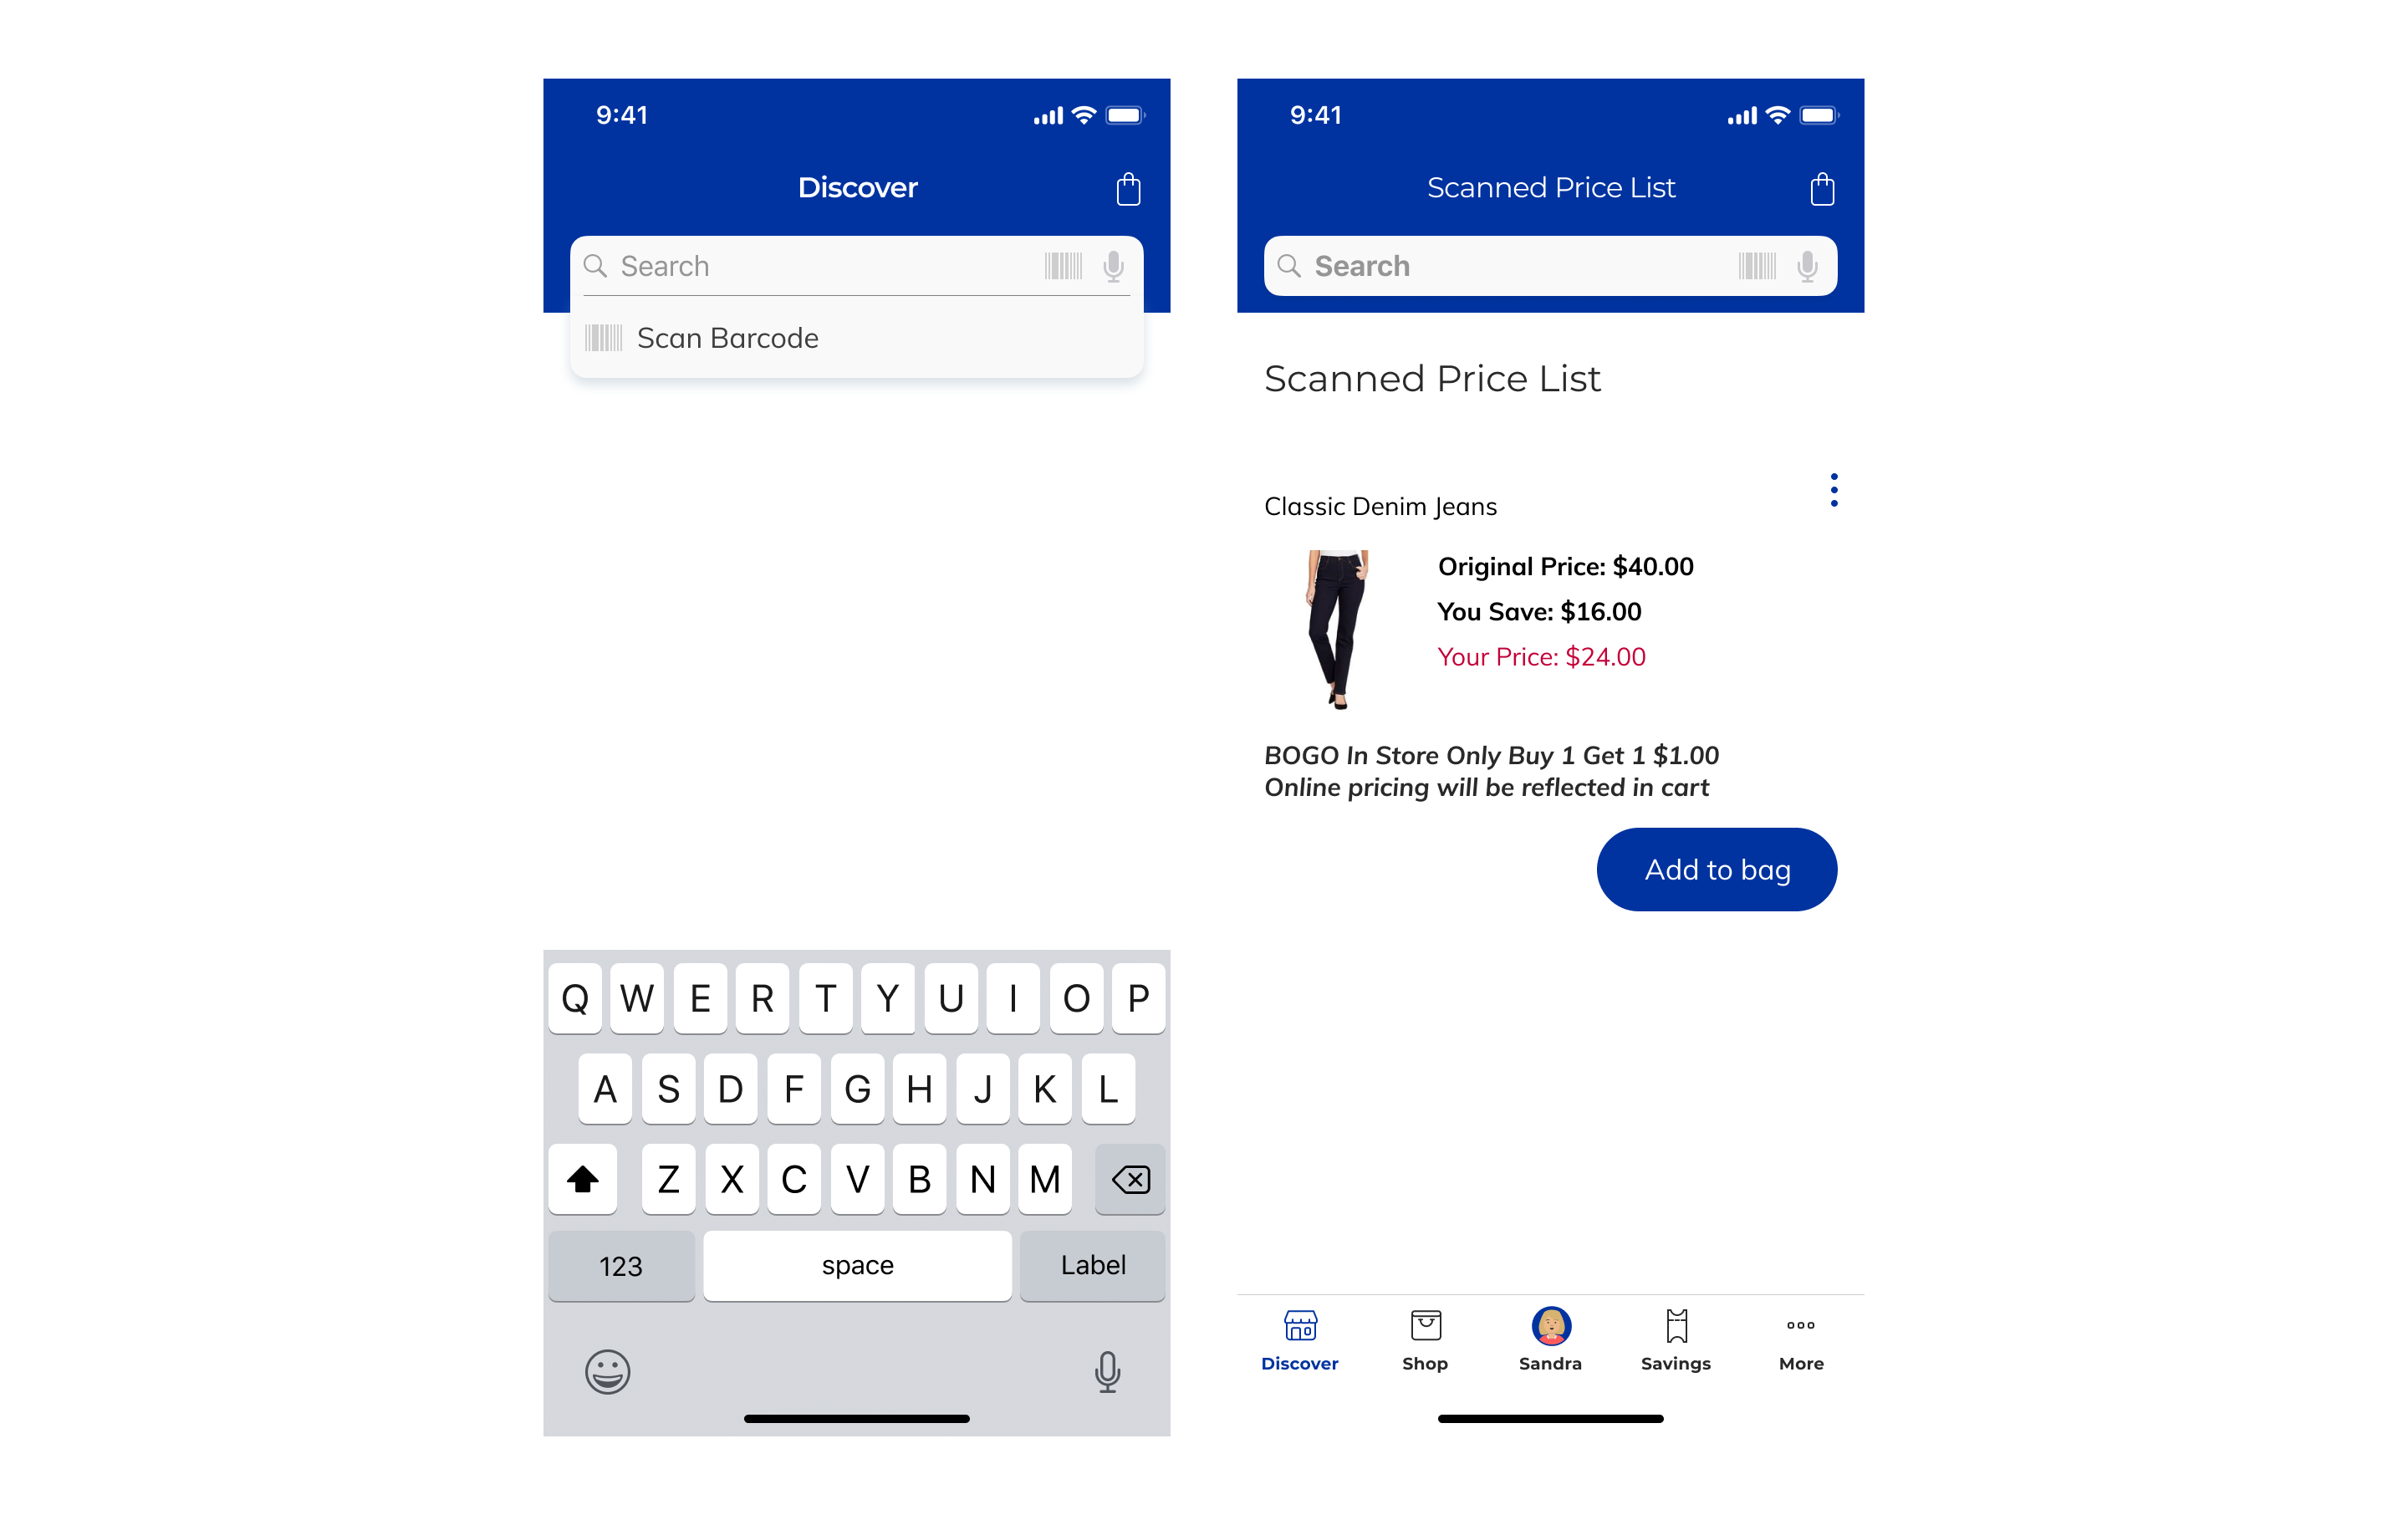 9:41
Discover
Search
Scan Barcode
Q W E R T Y U I O P
A S D F G H J K L
Z X C V B N M
123 space Label
9:41
Scanned Price List
Search
Scanned Price List
Classic Denim Jeans
Original Price: $40.00
You Save: $16.00
Your Price: $24.00
BOGO In Store Only Buy 1 Get 1 $1.00
Online pricing will be reflected in cart
Add to bag
Discover Shop Sandra Savings More